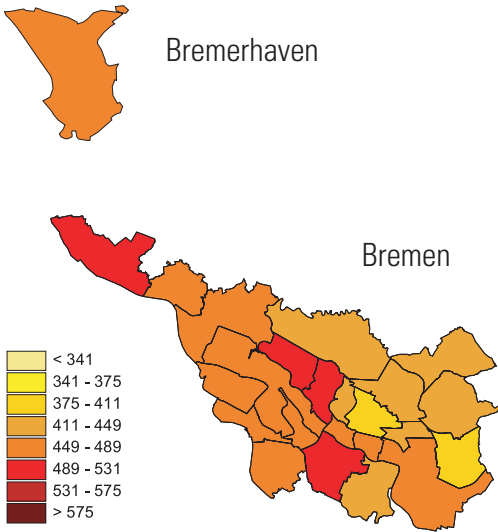 Bremerhaven
Bremen
< 341
341 - 375
375 - 411
411 - 449
449 - 489
489 - 531
531 - 575
> 575